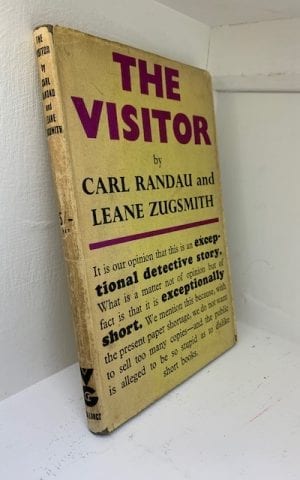 THE
VISITOR
by
CARL RANDAU and
LEANE ZUGSMITH
It is our opinion that this is an excep-
tional detective story.
What is a matter not of opinion but of
fact is that it is exceptionally
short. We mention this because, with
the present paper shortage, we do not want
to sell too many copies—and the public
is alleged to be so stupid as to dislike
short books.
THE
VISITOR
by
CARL
RANDAU
and
LEANE
ZUGSMITH
VG